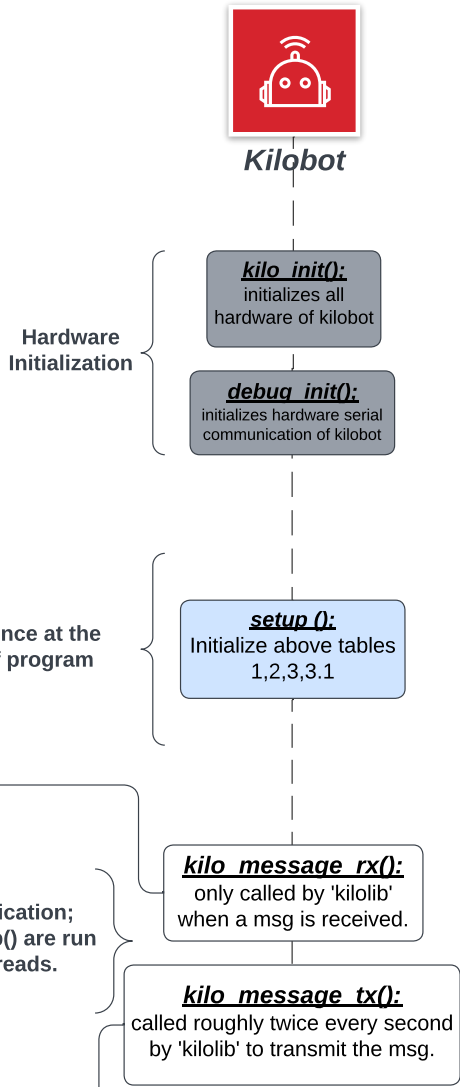 Kilobot
kilo_init():
initializes all
hardware of kilobot
Hardware
Initialization
debug_init():
initializes hardware serial
communication of kilobot
setup ():
Initialize above tables
1,2,3,3.1
nce at the
program
kilo_message_rx():
only called by 'kilolib'
when a msg is received.
ication;
() are run
reads.
kilo_message_tx():
called roughly twice every second
by 'kilolib' to transmit the msg.